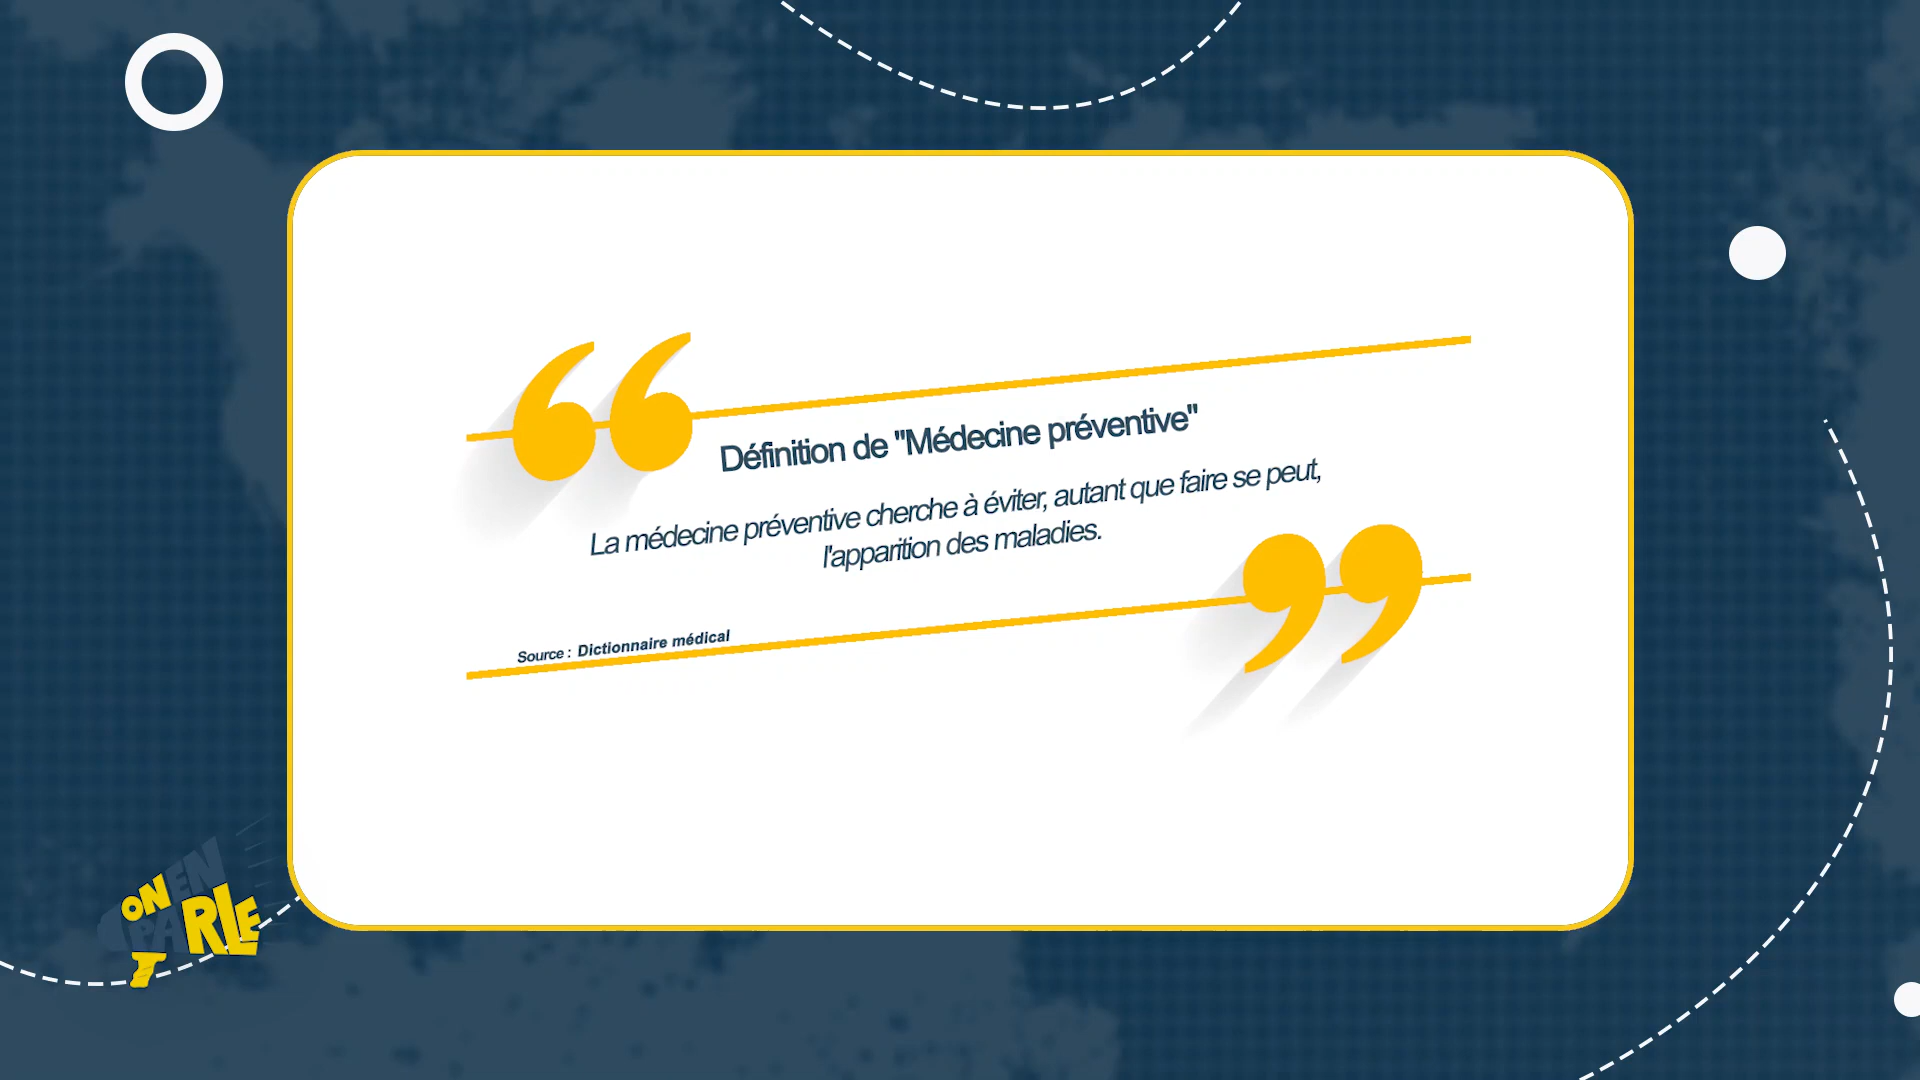 Définition de "Médecine préventive"
La médecine préventive cherche à éviter, autant que faire se peut,
l'apparition des maladies.
Source : Dictionnaire médical
ON EN
PARLE